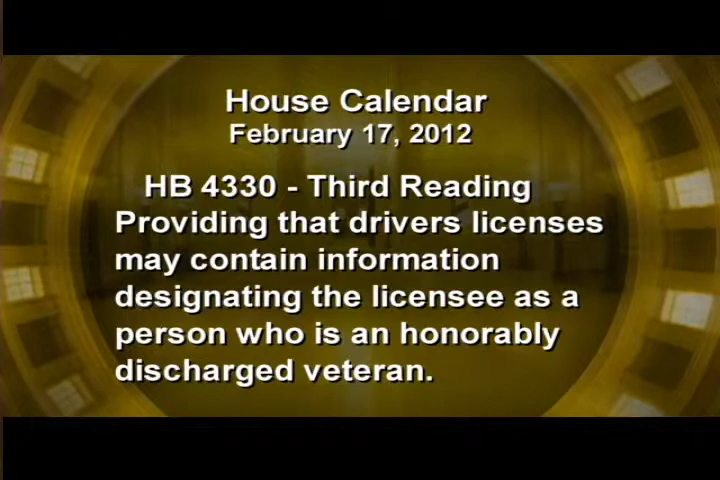 House Calendar
February 17, 2012
HB 4330 - Third Reading
Providing that drivers licenses
may contain information
designating the licensee as a
person who is an honorably
discharged veteran.